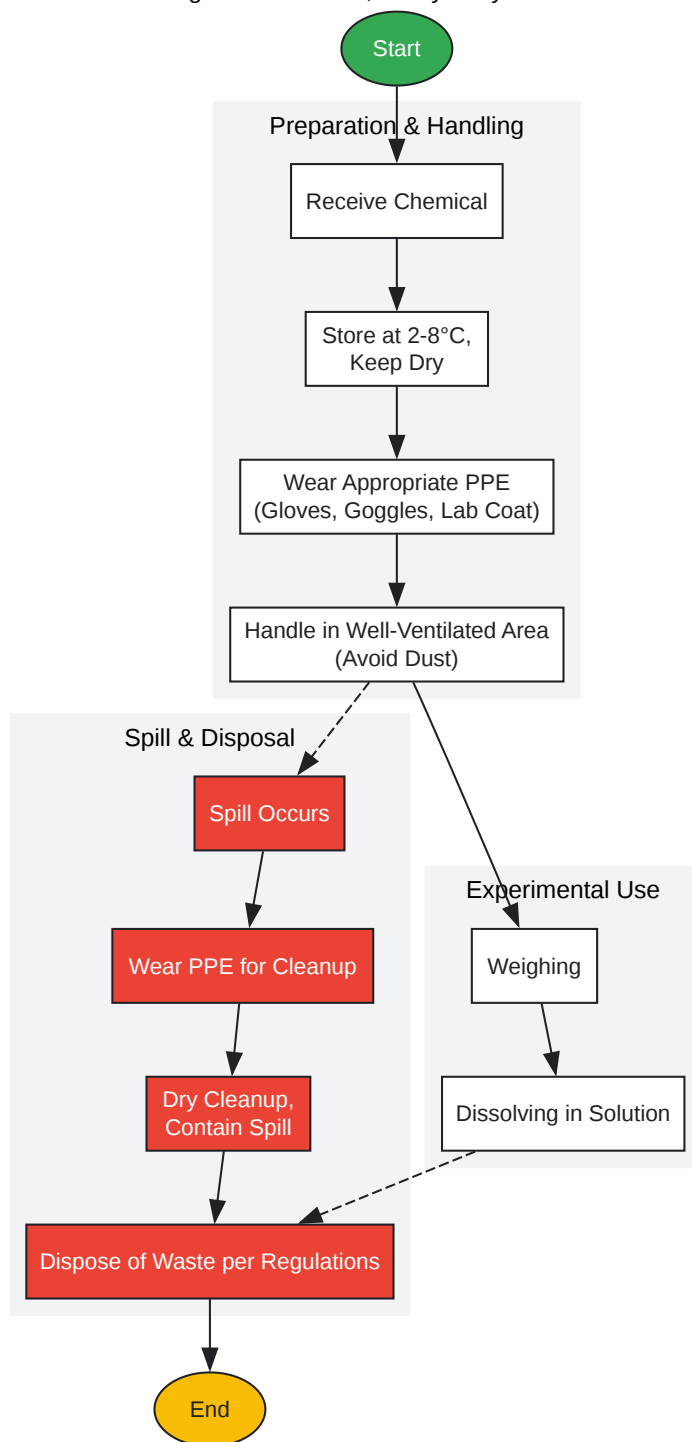 Start
Preparation & Handling
Receive Chemical
Store at 2-8°C,
Keep Dry
Wear Appropriate PPE
(Gloves, Goggles, Lab Coat)
Handle in Well-Ventilated Area
(Avoid Dust)
Spill & Disposal
Spill Occurs
Wear PPE for Cleanup
Dry Cleanup,
Contain Spill
Dispose of Waste per Regulations
Experimental Use
Weighing
Dissolving in Solution
End